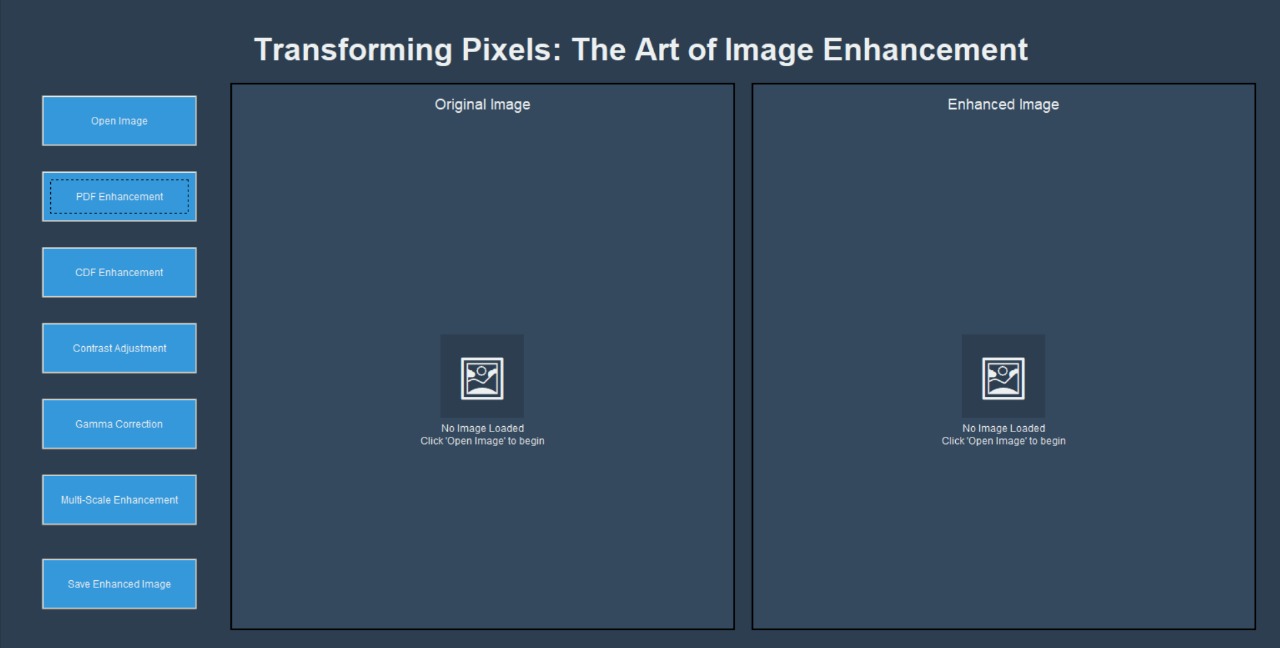 Transforming Pixels: The Art of Image Enhancement
Open Image
PDF Enhancement
CDF Enhancement
Contrast Adjustment
Gamma Correction
Multi-Scale Enhancement
Save Enhanced Image
Original Image
No Image Loaded
Click 'Open Image' to begin
Enhanced Image
No Image Loaded
Click 'Open Image' to begin